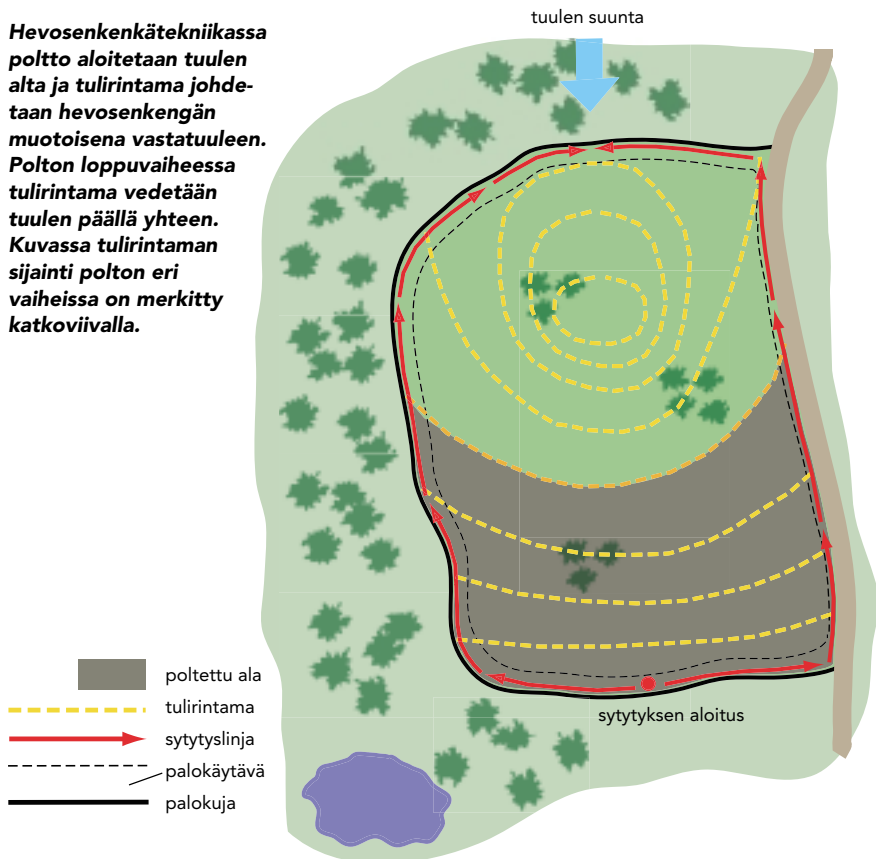 Hevosenkenkätekniikassa
poltto aloitetaan tuulen
alta ja tulirintama johde-
taan hevosenkengän
muotoisena vastatuuleen.
Polton loppuvaiheessa
tulirintama vedetään
tuulen päällä yhteen.
Kuvassa tulirintaman
sijainti polton eri
vaiheissa on merkitty
katkoviivalla.
tuulen suunta
sytytyksen aloitus
poltettu ala
tulirintama
sytytyslinja
palokäytävä
palokuja